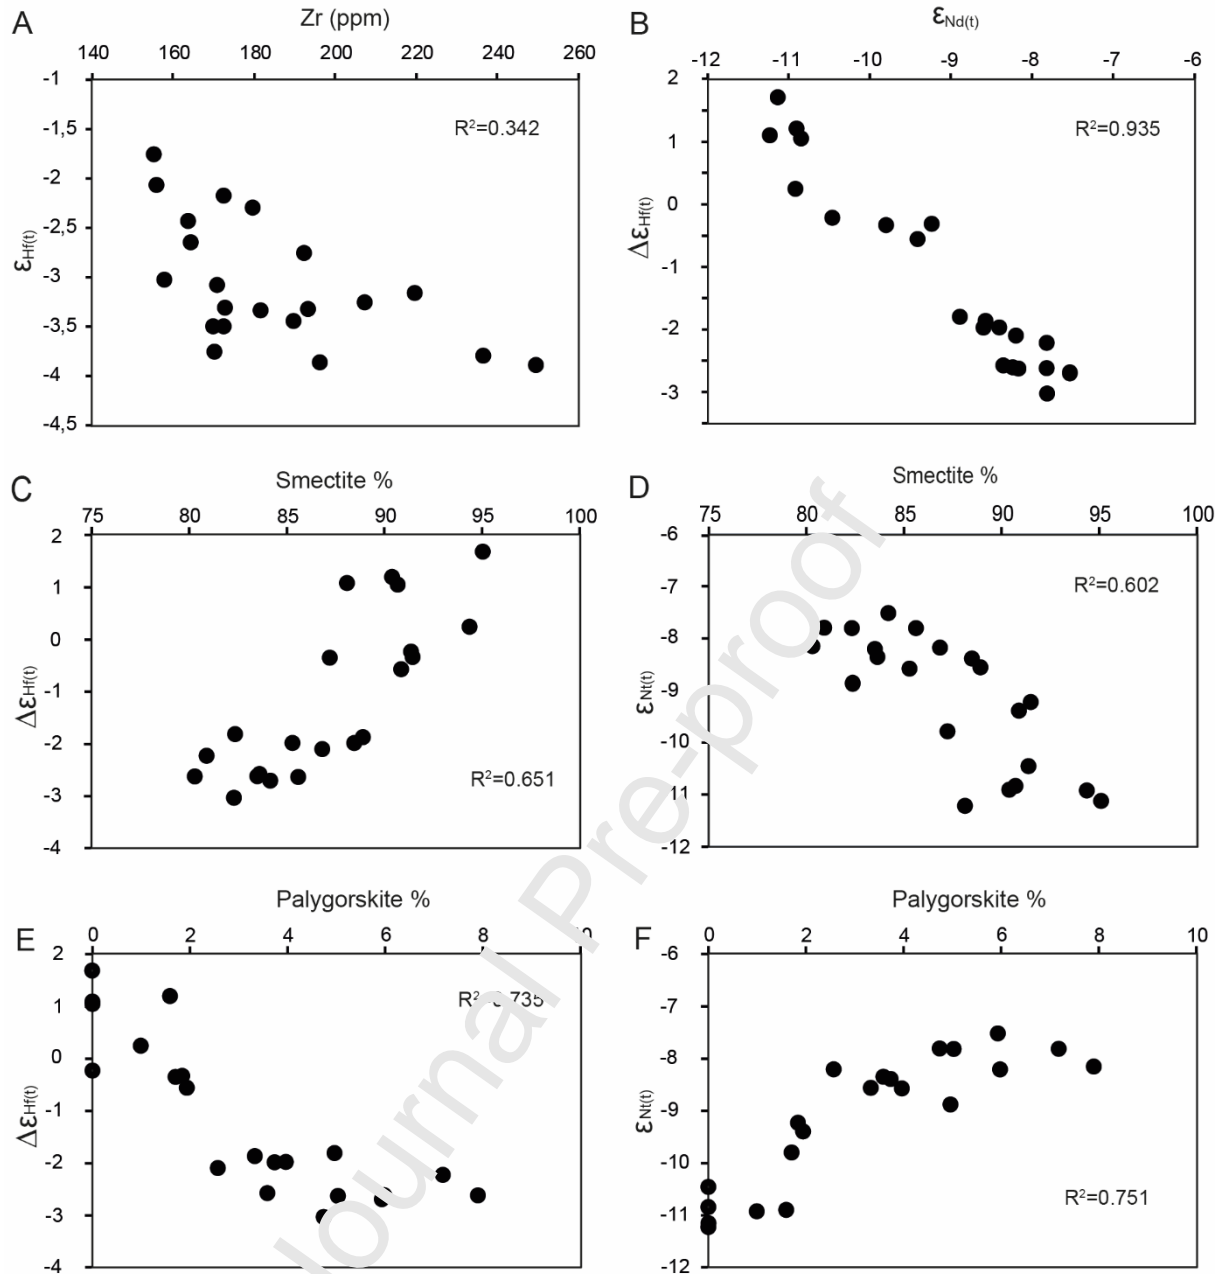 A
Zr (ppm)
140 160 180 200 220 240 260
-1
-1,5
-2
-2,5
-3
-3,5
-4
-4,5
εHf(t)
R²=0.342
B
εNd(t)
-12 -11 -10 -9 -8 -7 -6
2
1
0
-1
-2
-3
ΔεHf(t)
R²=0.935
C
Smectite %
75 80 85 90 95 100
2
1
0
-1
-2
-3
-4
ΔεHf(t)
R²=0.651
D
Smectite %
75 80 85 90 95 100
-6
-7
-8
-9
-10
-11
-12
εNt(t)
R²=0.602
E
Palygorskite %
0 2 4 6 8
2
1
0
-1
-2
-3
-4
ΔεHf(t)
R²=0.735
F
Palygorskite %
0 2 4 6 8 10
-6
-7
-8
-9
-10
-11
-12
εNt(t)
R²=0.751
Journal Pre-proof